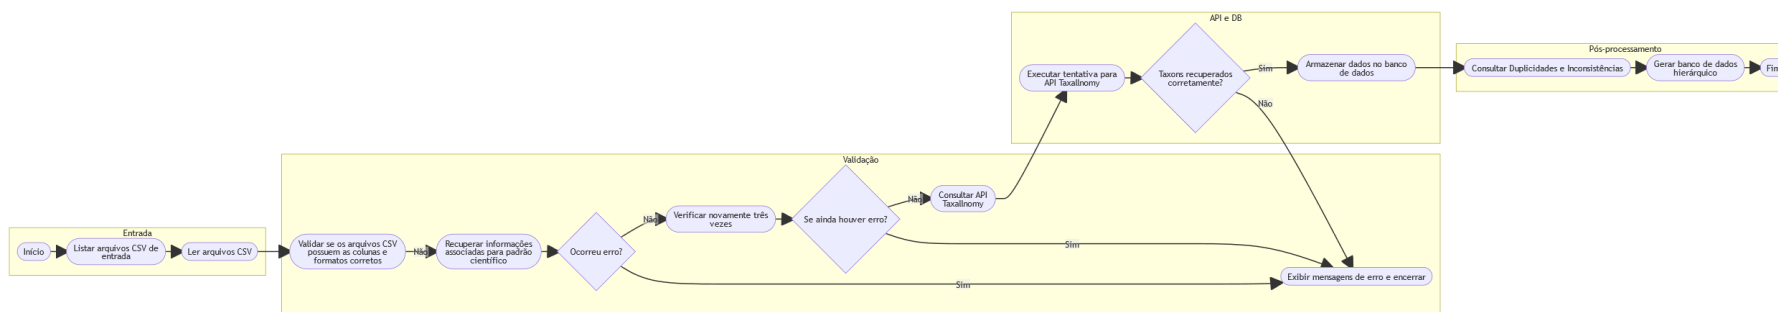 Entrada
Início
Listar arquivos CSV de
entrada
Ler arquivos CSV
Validação
Validar se os arquivos CSV
possuem as colunas e
formatos corretos
Não
Recuperar informações
associadas para padrão
científico
Ocorreu erro?
Não
Sim
Verificar novamente três
vezes
Se ainda houver erro?
Não
Sim
Consultar API
Taxallnomy
Exibir mensagens de erro e encerrar
API e DB
Executar tentativa para
API Taxallnomy
Taxons recuperados
corretamente?
Sim
Não
Armazenar dados no banco
de dados
Pós-processamento
Consultar Duplicidades e Inconsistências
Gerar banco de dados
hierárquico
Fim